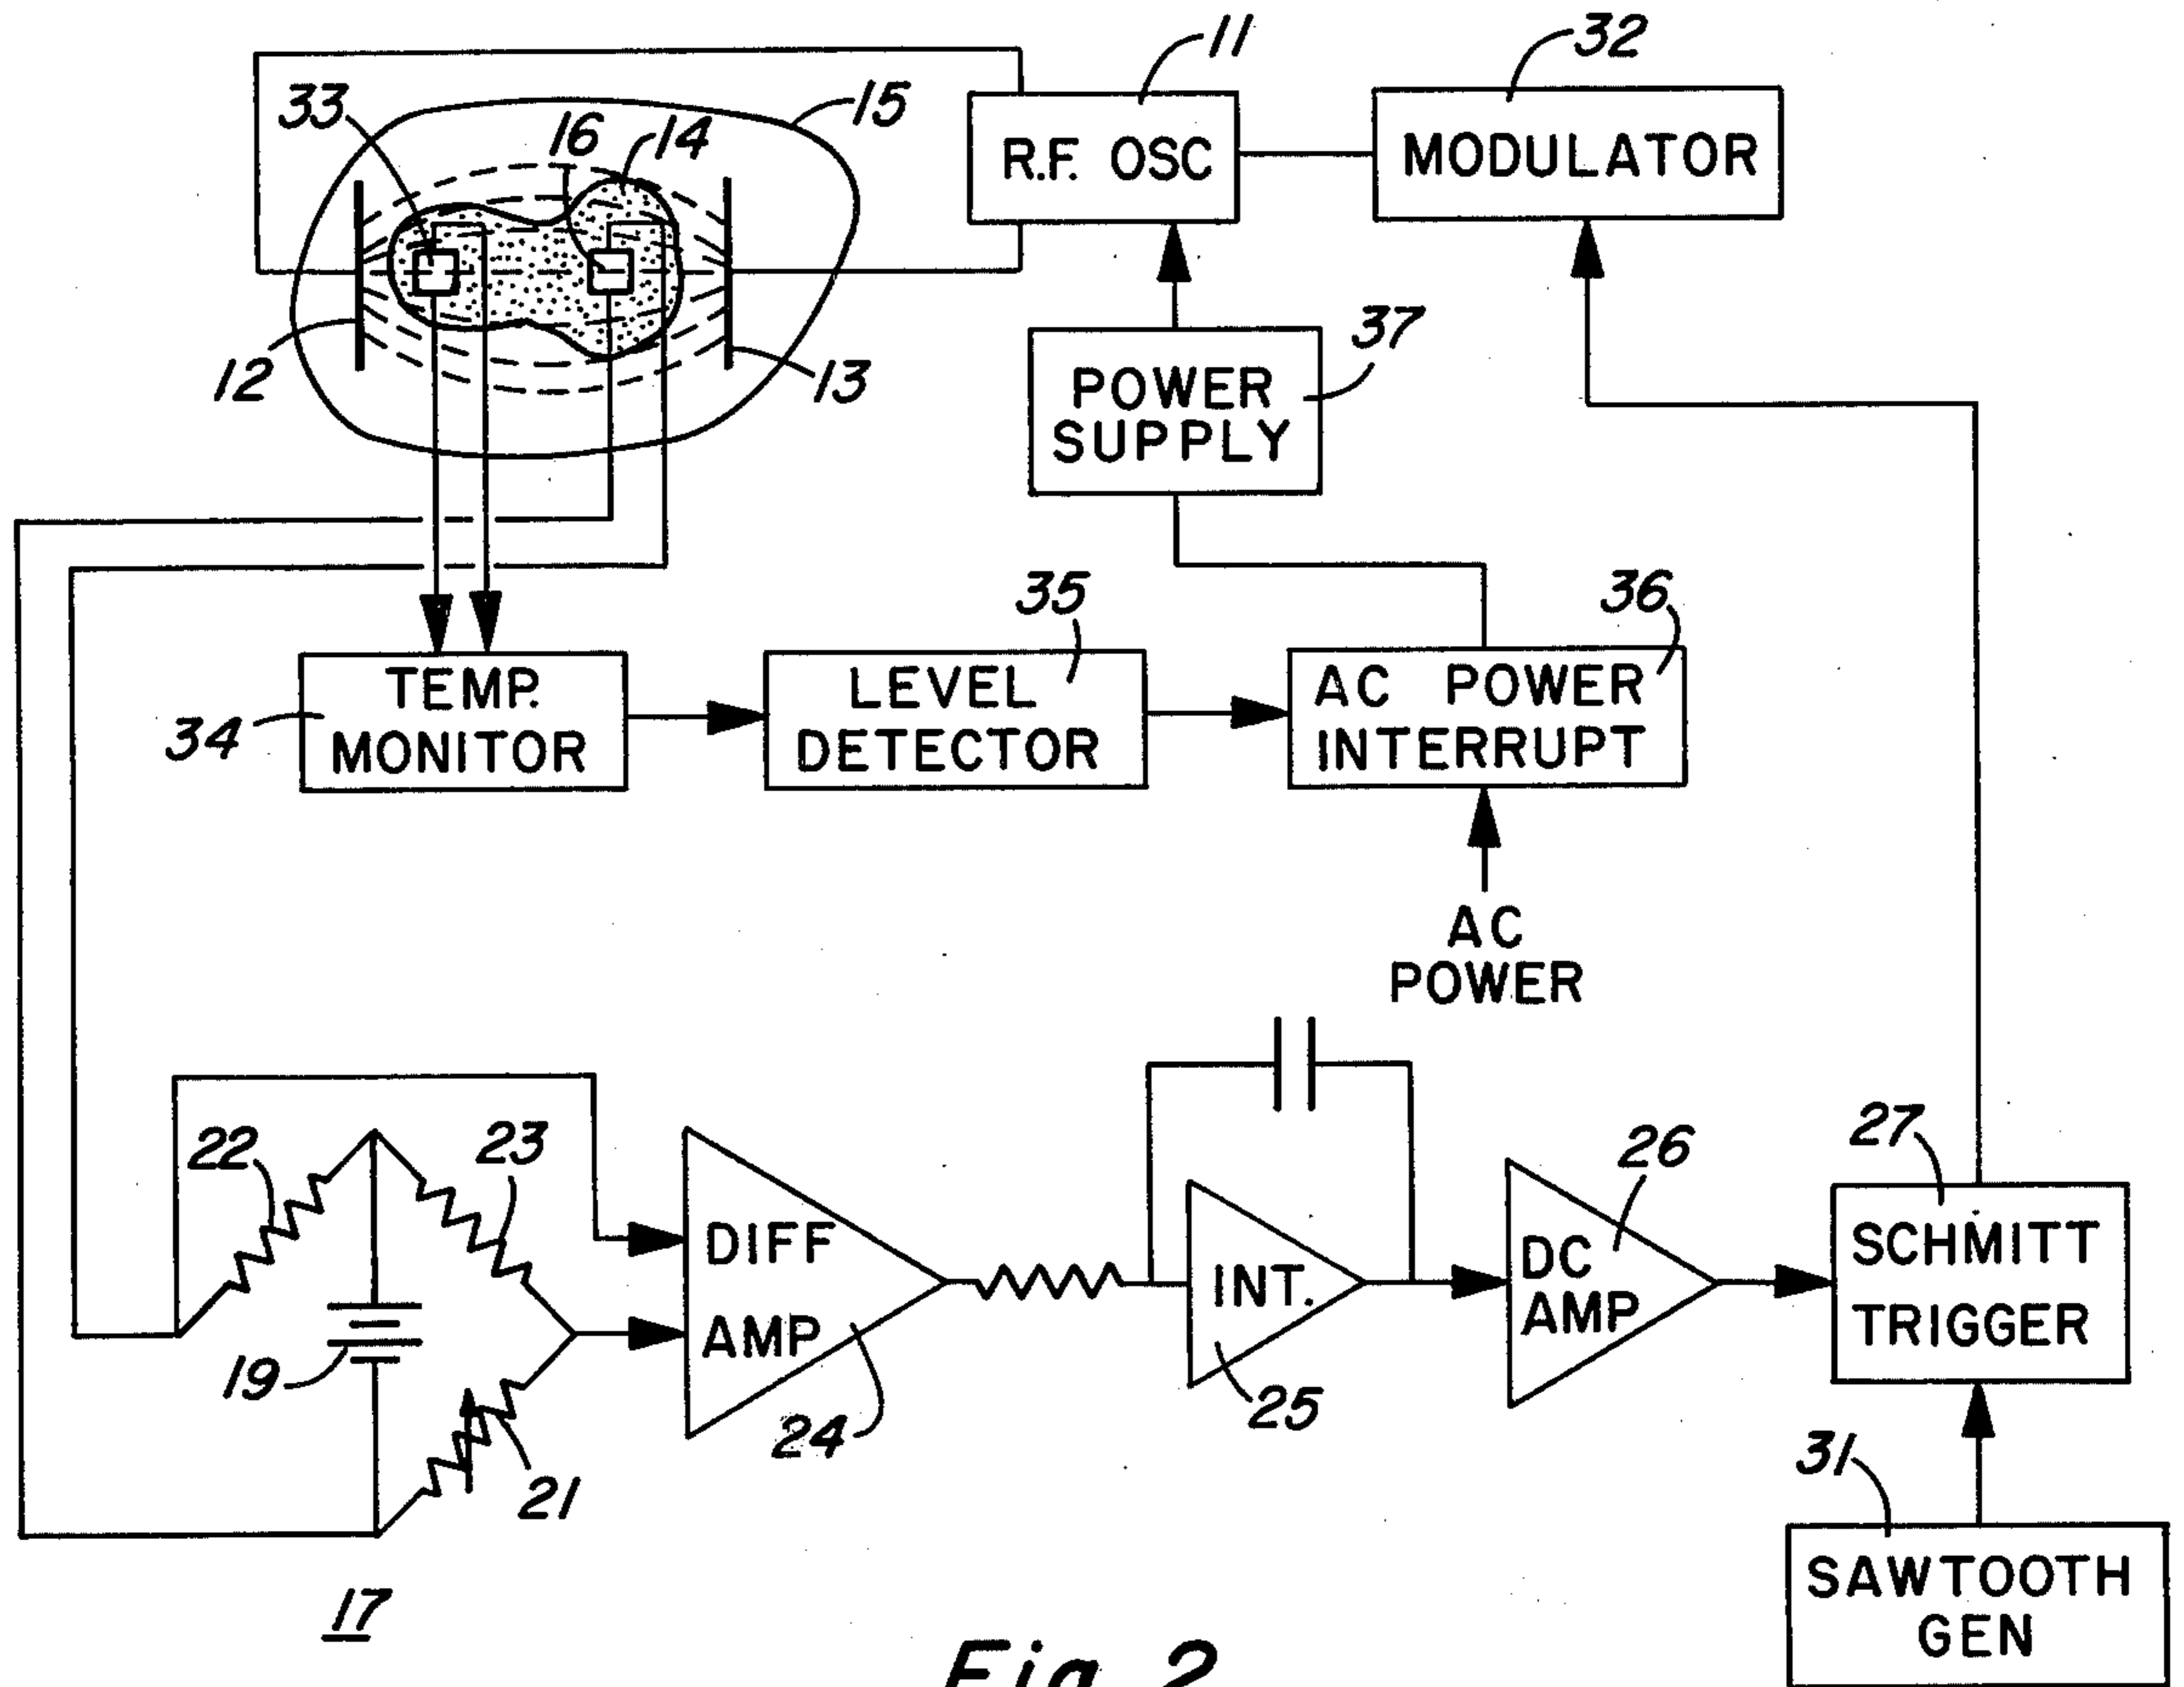 11
32
33
16
14
15
R.F. OSC
MODULATOR
12
13
37
POWER
SUPPLY
35
36
34
TEMP.
MONITOR
LEVEL
DETECTOR
AC POWER
INTERRUPT
AC
POWER
22
23
26
27
DIFF
AMP
INT.
DC
AMP
SCHMITT
TRIGGER
19
24
25
21
31
17
SAWTOOTH
GEN
Fig 2